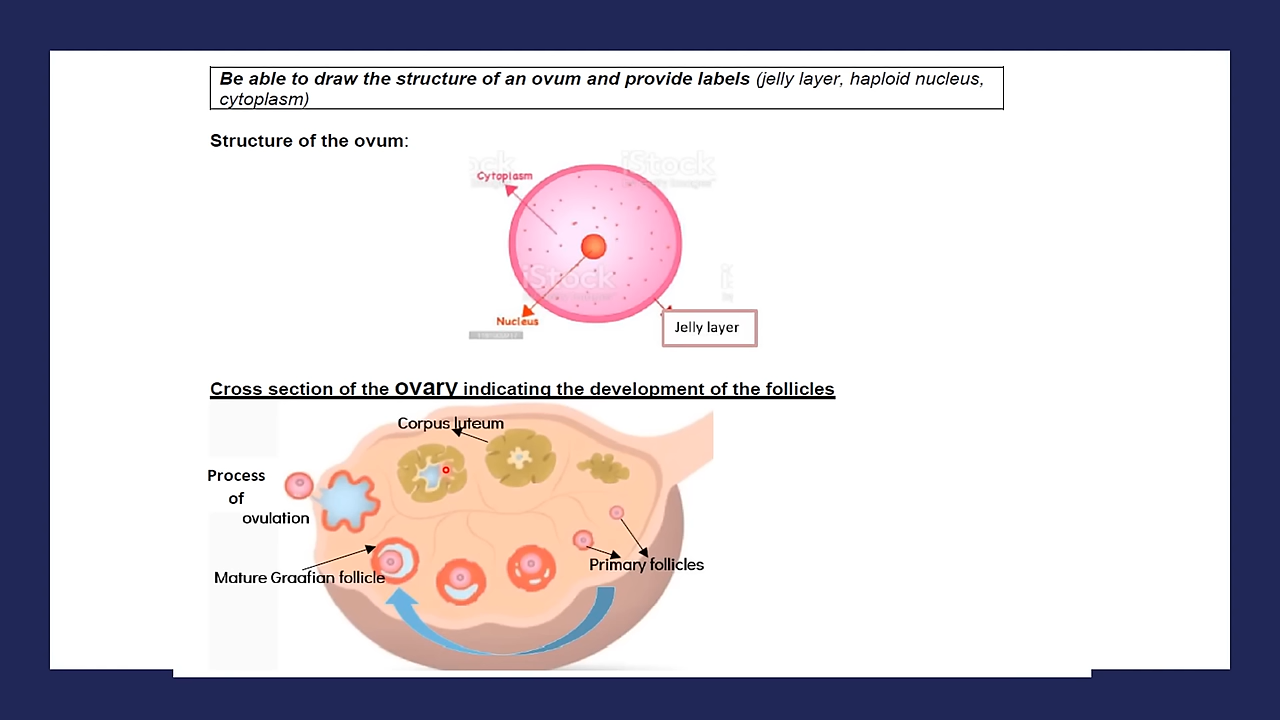 Be able to draw the structure of an ovum and provide labels (jelly layer, haploid nucleus,
cytoplasm)
Structure of the ovum:
iStock
Cytoplasm
iStock
Nucleus
Jelly layer
Cross section of the ovary indicating the development of the follicles
Corpus luteum
Process
of
ovulation
Primary follicles
Mature Graafian follicle